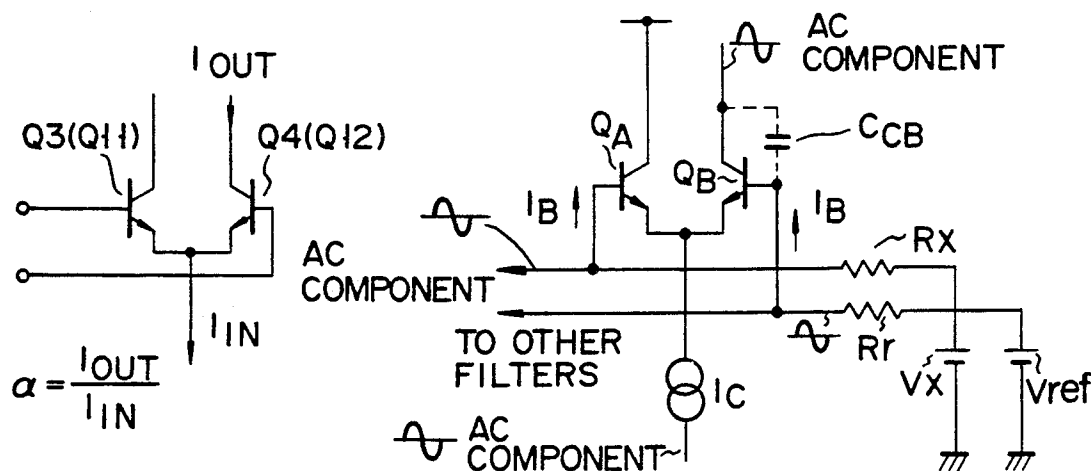 I OUT
Q3(Q11)
Q4(Q12)
I IN
α = I OUT / I IN
AC COMPONENT
QA
QB
CCB
IB
IB
AC COMPONENT
RX
TO OTHER FILTERS
Rr
VX
Vref
IC
AC COMPONENT